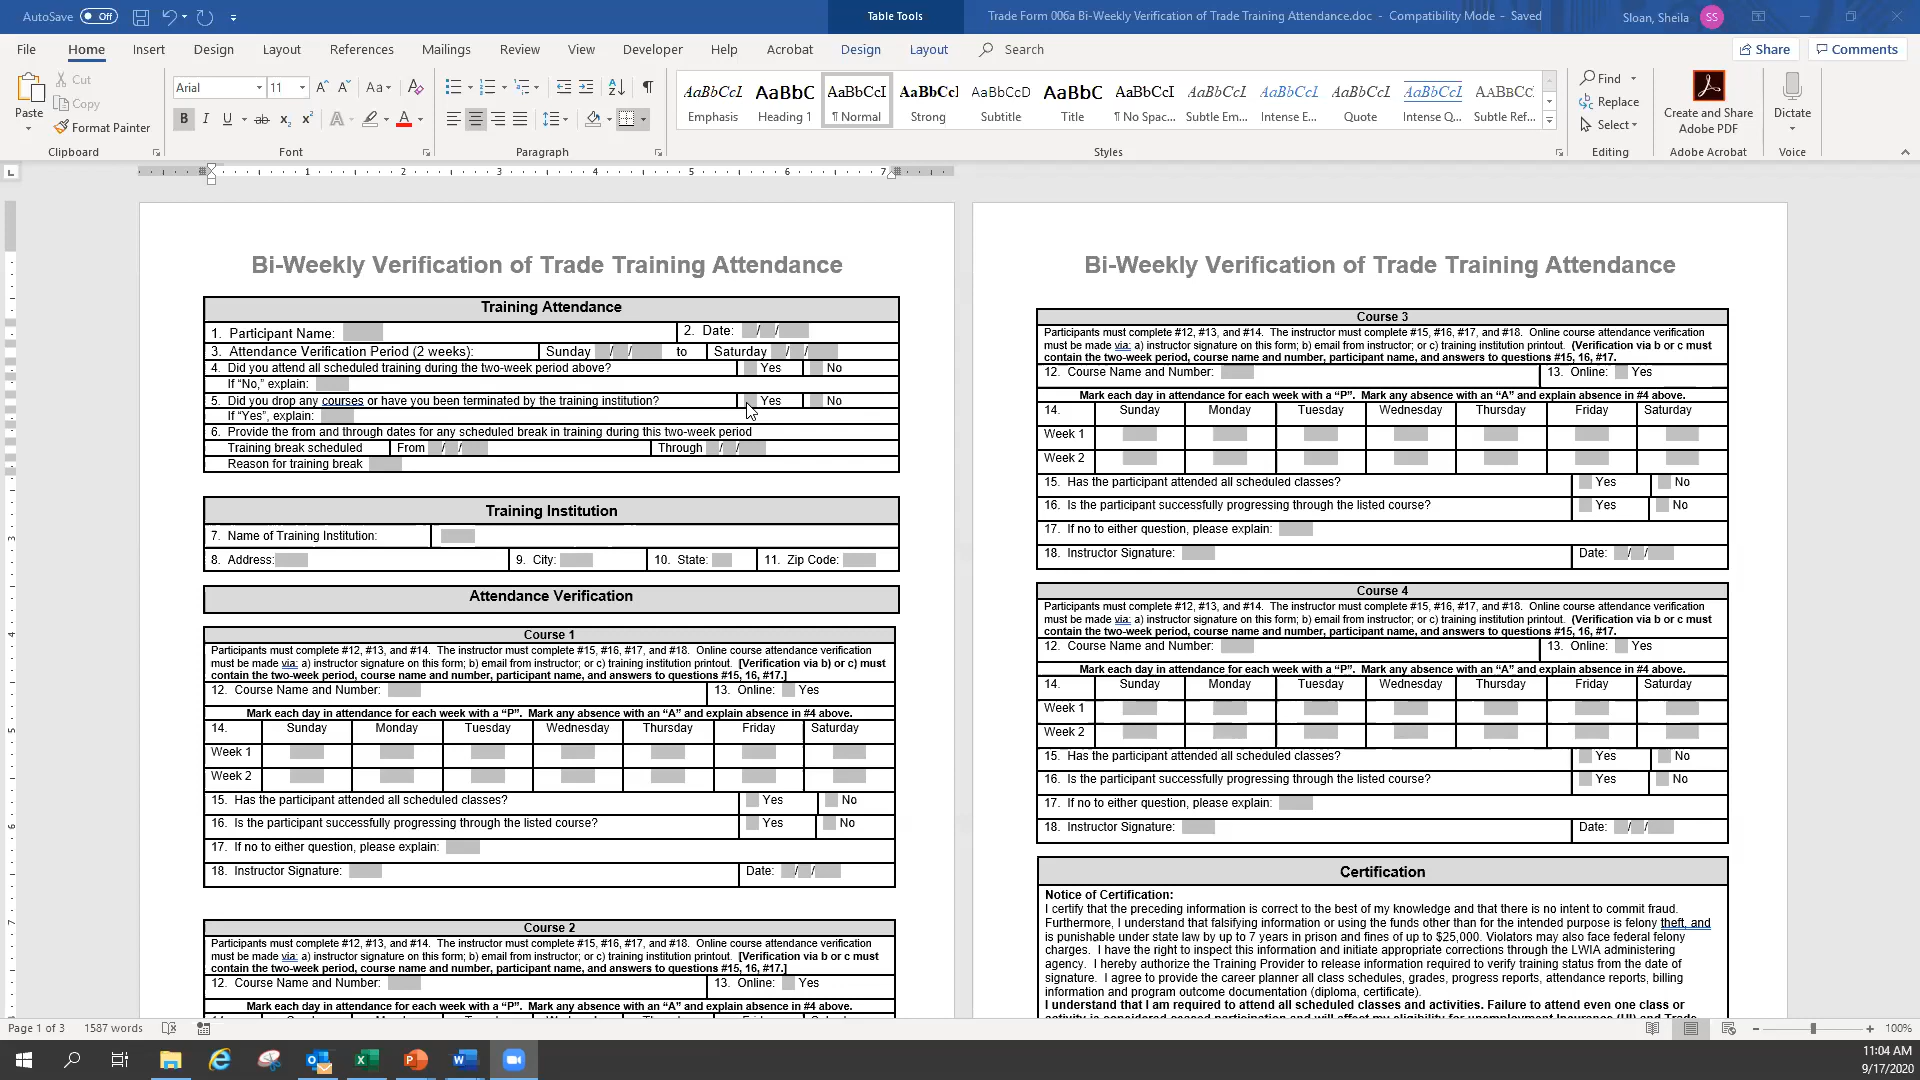 AutoSave Off
Table Tools
Trade Form 006a Bi-Weekly Verification of Trade Training Attendance.doc - Compatibility Mode - Saved
Sloan, Sheila SS
File Home Insert Design Layout References Mailings Review View Developer Help Acrobat Design Layout Search Share Comments
Paste
Cut
Copy
Format Painter
Clipboard
Arial 11
Font
Paragraph
AaBbCcI AaBbC AaBbCcI AaBbCcI AaBbCcD AaBbC AaBbCcI AaBbCcI AaBbCcI AaBbCcI AaBbCcI AaBbCc
Emphasis Heading 1 ¶ Normal Strong Subtitle Title ¶ No Spac... Subtle Em... Intense E... Quote Intense Q... Subtle Ref...
Styles
Find
Replace
Select
Editing
Create and Share
Adobe PDF
Adobe Acrobat
Dictate
Voice
1 2 3 4 5 6 7
Bi-Weekly Verification of Trade Training Attendance
Training Attendance
1. Participant Name: 2. Date: / /
3. Attendance Verification Period (2 weeks): Sunday / / to Saturday / /
4. Did you attend all scheduled training during the two-week period above? Yes No
If “No,” explain:
5. Did you drop any courses or have you been terminated by the training institution? Yes No
If “Yes”, explain:
6. Provide the from and through dates for any scheduled break in training during this two-week period
Training break scheduled From / / Through / /
Reason for training break
Training Institution
7. Name of Training Institution:
8. Address: 9. City: 10. State: 11. Zip Code:
Attendance Verification
Course 1
Participants must complete #12, #13, and #14. The instructor must complete #15, #16, #17, and #18. Online course attendance verification
must be made via: a) instructor signature on this form; b) email from instructor; or c) training institution printout. [Verification via b) or c) must
contain the two-week period, course name and number, participant name, and answers to questions #15, 16, #17.]
12. Course Name and Number: 13. Online: Yes
Mark each day in attendance for each week with a “P”. Mark any absence with an “A” and explain absence in #4 above.
14. Sunday Monday Tuesday Wednesday Thursday Friday Saturday
Week 1
Week 2
15. Has the participant attended all scheduled classes? Yes No
16. Is the participant successfully progressing through the listed course? Yes No
17. If no to either question, please explain:
18. Instructor Signature: Date: / /
Course 2
Participants must complete #12, #13, and #14. The instructor must complete #15, #16, #17, and #18. Online course attendance verification
must be made via: a) instructor signature on this form; b) email from instructor; or c) training institution printout. [Verification via b or c must
contain the two-week period, course name and number, participant name, and answers to questions #15, 16, #17.]
12. Course Name and Number: 13. Online: Yes
Mark each day in attendance for each week with a “P”. Mark any absence with an “A” and explain absence in #4 above.
Bi-Weekly Verification of Trade Training Attendance
Course 3
Participants must complete #12, #13, and #14. The instructor must complete #15, #16, #17, and #18. Online course attendance verification
must be made via: a) instructor signature on this form; b) email from instructor; or c) training institution printout. (Verification via b or c must
contain the two-week period, course name and number, participant name, and answers to questions #15, 16, #17.
12. Course Name and Number: 13. Online: Yes
Mark each day in attendance for each week with a “P”. Mark any absence with an “A” and explain absence in #4 above.
14. Sunday Monday Tuesday Wednesday Thursday Friday Saturday
Week 1
Week 2
15. Has the participant attended all scheduled classes? Yes No
16. Is the participant successfully progressing through the listed course? Yes No
17. If no to either question, please explain:
18. Instructor Signature: Date: / /
Course 4
Participants must complete #12, #13, and #14. The instructor must complete #15, #16, #17, and #18. Online course attendance verification
must be made via: a) instructor signature on this form; b) email from instructor; or c) training institution printout. (Verification via b or c must
contain the two-week period, course name and number, participant name, and answers to questions #15, 16, #17.
12. Course Name and Number: 13. Online: Yes
Mark each day in attendance for each week with a “P”. Mark any absence with an “A” and explain absence in #4 above.
14. Sunday Monday Tuesday Wednesday Thursday Friday Saturday
Week 1
Week 2
15. Has the participant attended all scheduled classes? Yes No
16. Is the participant successfully progressing through the listed course? Yes No
17. If no to either question, please explain:
18. Instructor Signature: Date: / /
Certification
Notice of Certification:
I certify that the preceding information is correct to the best of my knowledge and that there is no intent to commit fraud.
Furthermore, I understand that falsifying information or using the funds other than for the intended purpose is felony theft, and
is punishable under state law by up to 7 years in prison and fines of up to $25,000. Violators may also face federal felony
charges. I have the right to inspect this information and initiate appropriate corrections through the LWIA administering
agency. I hereby authorize the Training Provider to release information required to verify training status from the date of
signature. I agree to provide the career planner all class schedules, grades, progress reports, attendance reports, billing
information and program outcome documentation (diploma, certificate).
I understand that I am required to attend all scheduled classes and activities. Failure to attend even one class or
activity is considered ceased participation and will affect my eligibility for unemployment Insurance (UI) and Trade
Page 1 of 3 1587 words 100%
11:04 AM
9/17/2020